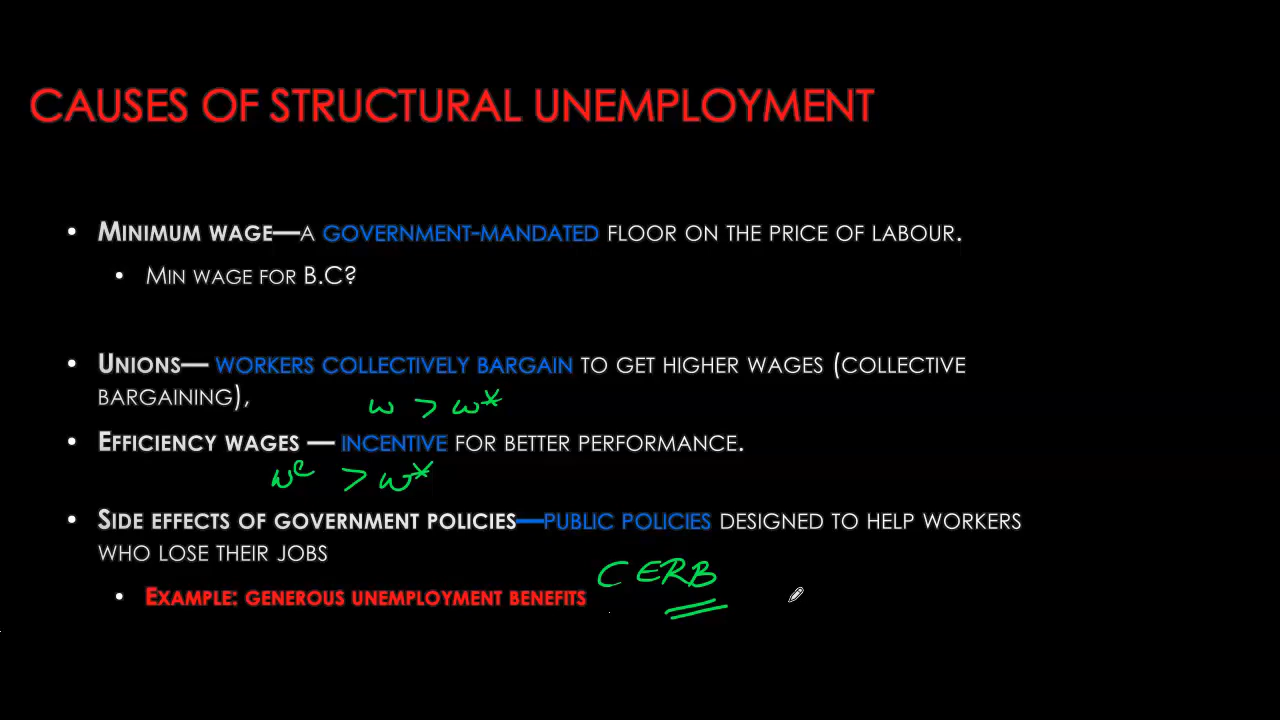 CAUSES OF STRUCTURAL UNEMPLOYMENT
• MINIMUM WAGE—A GOVERNMENT-MANDATED FLOOR ON THE PRICE OF LABOUR.
• MIN WAGE FOR B.C?
• UNIONS— WORKERS COLLECTIVELY BARGAIN TO GET HIGHER WAGES (COLLECTIVE
BARGAINING),
w > w*
• EFFICIENCY WAGES — INCENTIVE FOR BETTER PERFORMANCE.
w^e > w*
• SIDE EFFECTS OF GOVERNMENT POLICIES—PUBLIC POLICIES DESIGNED TO HELP WORKERS
WHO LOSE THEIR JOBS
CERB
• EXAMPLE: GENEROUS UNEMPLOYMENT BENEFITS